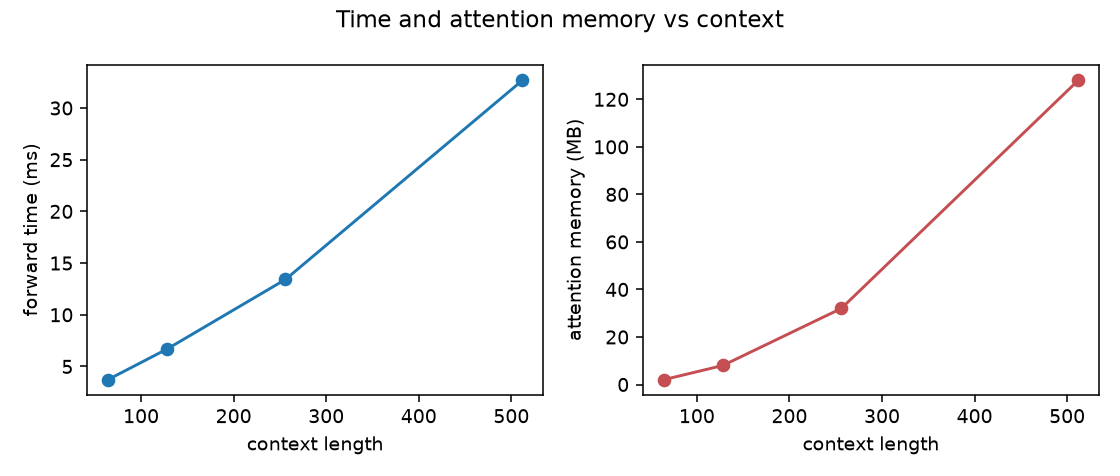 Time and attention memory vs context
forward time (ms)
30
25
20
15
10
5
100 200 300 400 500
context length
attention memory (MB)
120
100
80
60
40
20
0
100 200 300 400 500
context length